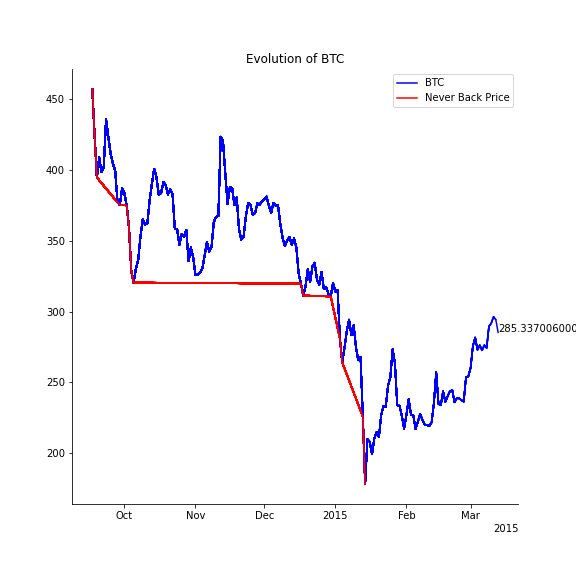 Evolution of BTC
BTC
Never Back Price
450
400
350
300
250
200
285.337006000
Oct
Nov
Dec
2015
Feb
Mar
2015